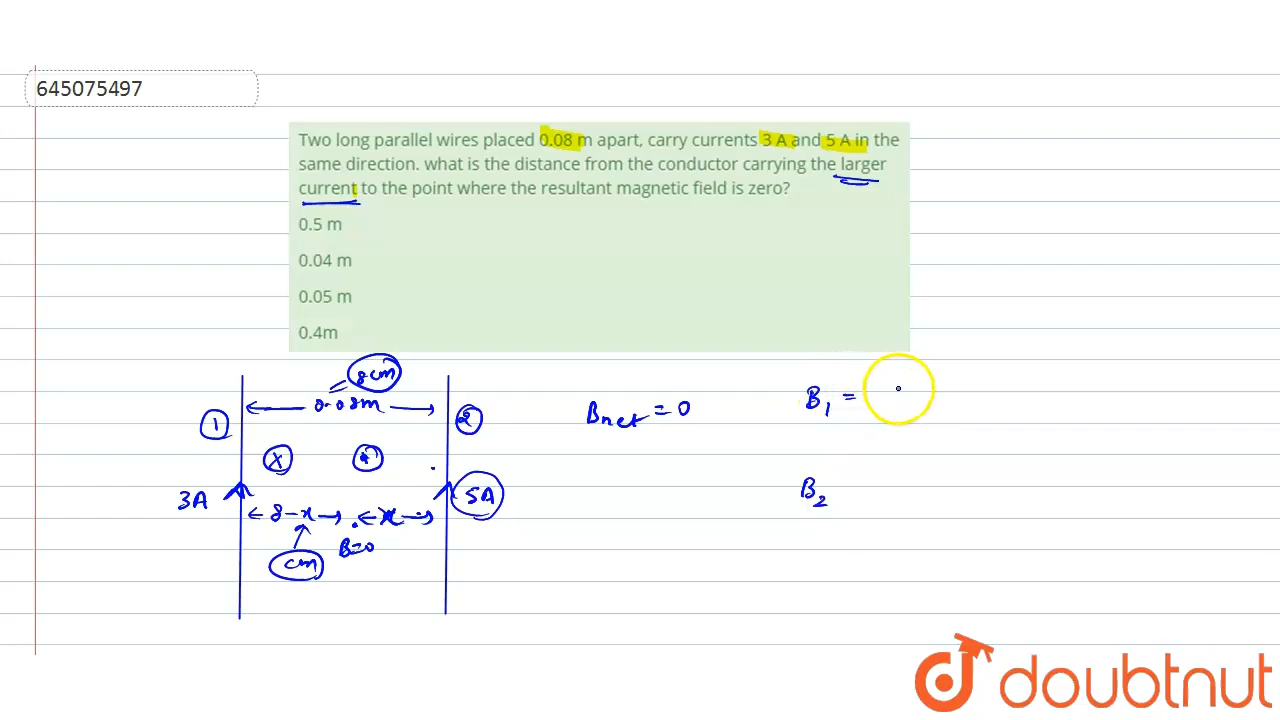 645075497
Two long parallel wires placed 0.08 m apart, carry currents 3 A and 5 A in the
same direction. what is the distance from the conductor carrying the larger
current to the point where the resultant magnetic field is zero?
0.5 m
0.04 m
0.05 m
0.4m
8cm
0.08m
1
2
Bnet = 0
B1 =
X
3A
5A
B2
8-x
x
B=0
cm
doubtnut